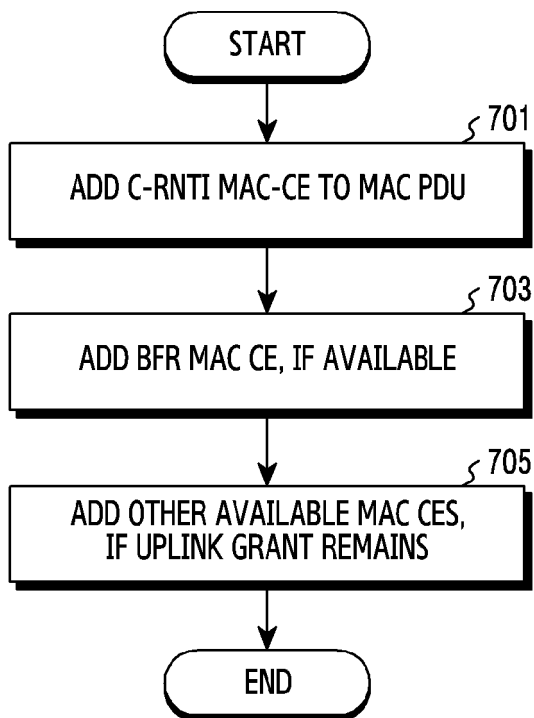 START
701
ADD C-RNTI MAC-CE TO MAC PDU
703
ADD BFR MAC CE, IF AVAILABLE
705
ADD OTHER AVAILABLE MAC CES,
IF UPLINK GRANT REMAINS
END